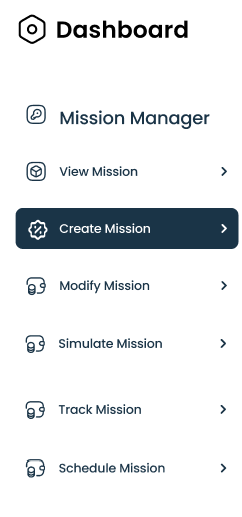 Dashboard
Mission Manager
View Mission
Create Mission
Modify Mission
Simulate Mission
Track Mission
Schedule Mission